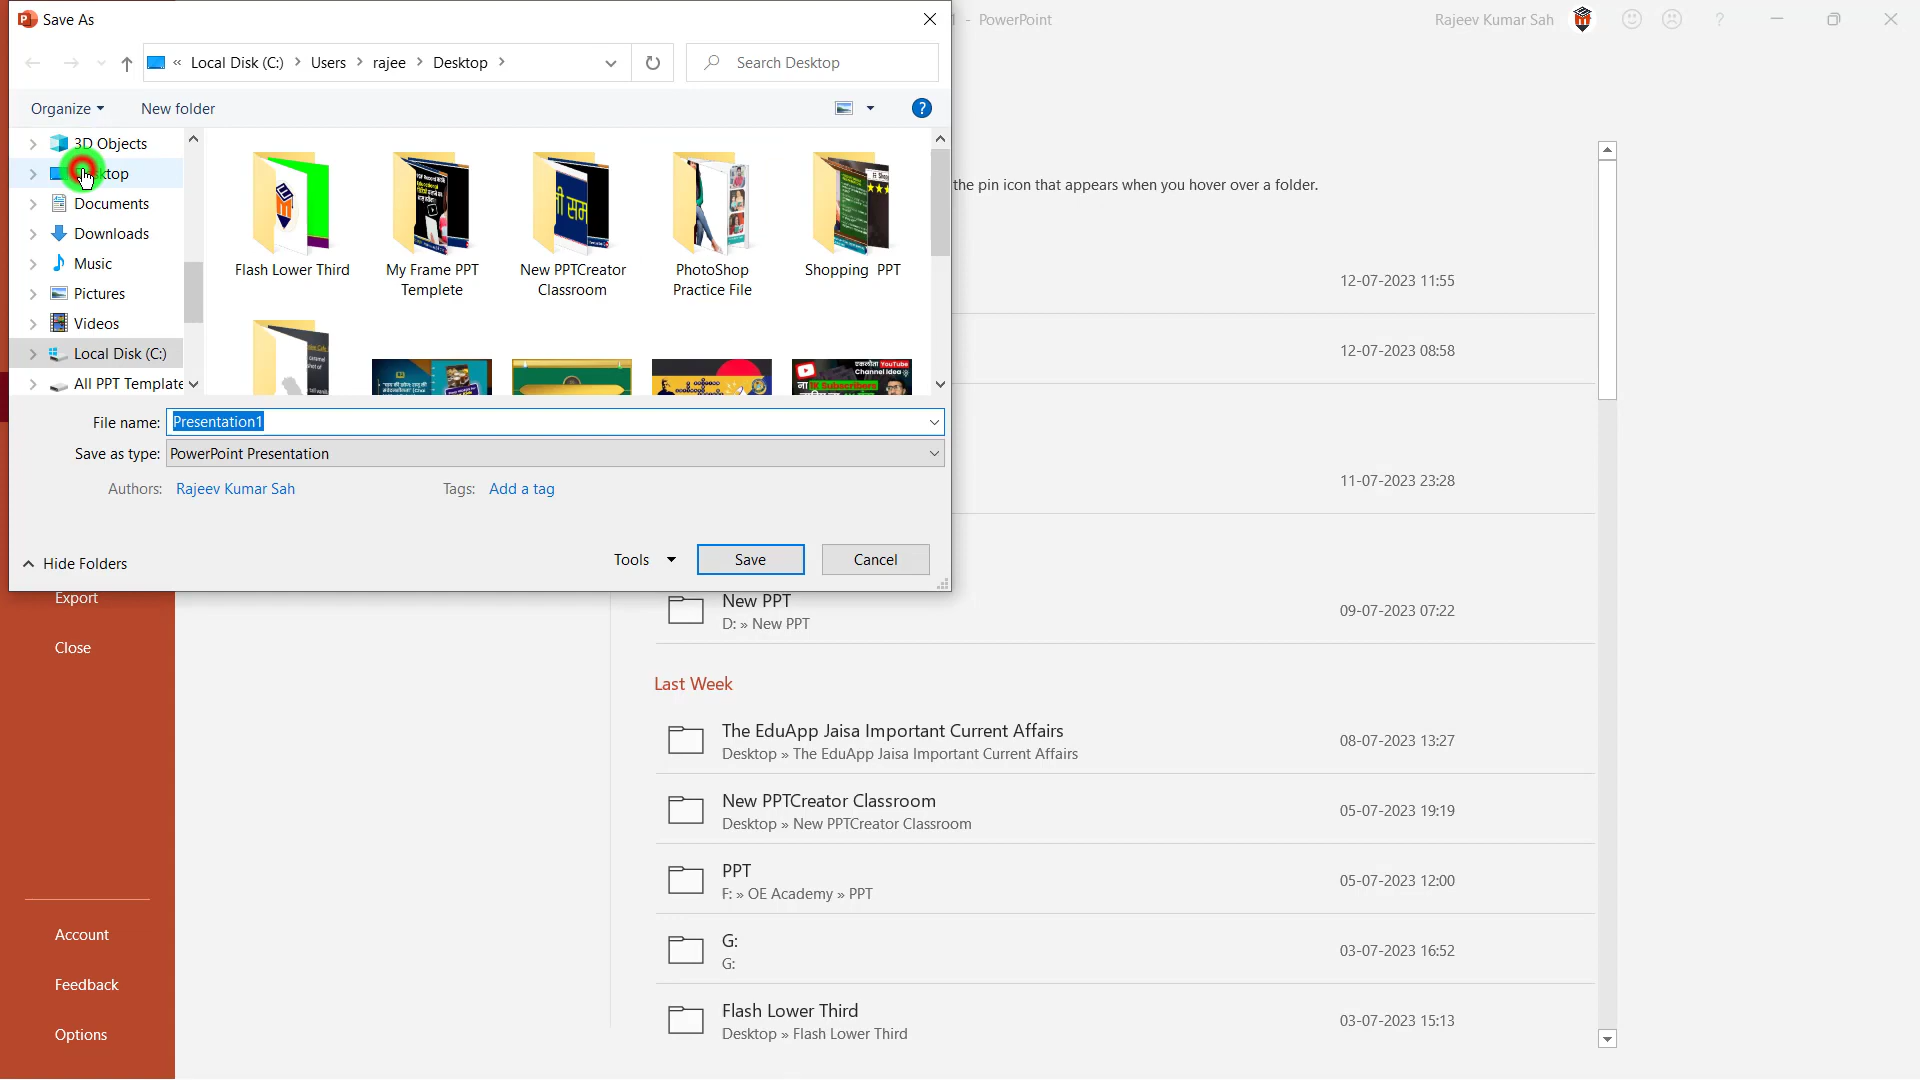 Save As
- PowerPoint
Rajeev Kumar Sah
?
« Local Disk (C:) > Users > rajee > Desktop >
Search Desktop
Organize
New folder
?
3D Objects
Documents
Downloads
Music
Pictures
Videos
Local Disk (C:)
All PPT Template
Flash Lower Third
My Frame PPT
Templete
New PPTCreator
Classroom
PhotoShop
Practice File
Shopping PPT
File name: Presentation1
Save as type: PowerPoint Presentation
Authors: Rajeev Kumar Sah
Tags: Add a tag
Hide Folders
Tools
Save
Cancel
the pin icon that appears when you hover over a folder.
12-07-2023 11:55
12-07-2023 08:58
11-07-2023 23:28
Export
Close
Account
Feedback
Options
New PPT
D: » New PPT
09-07-2023 07:22
Last Week
The EduApp Jaisa Important Current Affairs
Desktop » The EduApp Jaisa Important Current Affairs
08-07-2023 13:27
New PPTCreator Classroom
Desktop » New PPTCreator Classroom
05-07-2023 19:19
PPT
F: » OE Academy » PPT
05-07-2023 12:00
G:
G:
03-07-2023 16:52
Flash Lower Third
Desktop » Flash Lower Third
03-07-2023 15:13